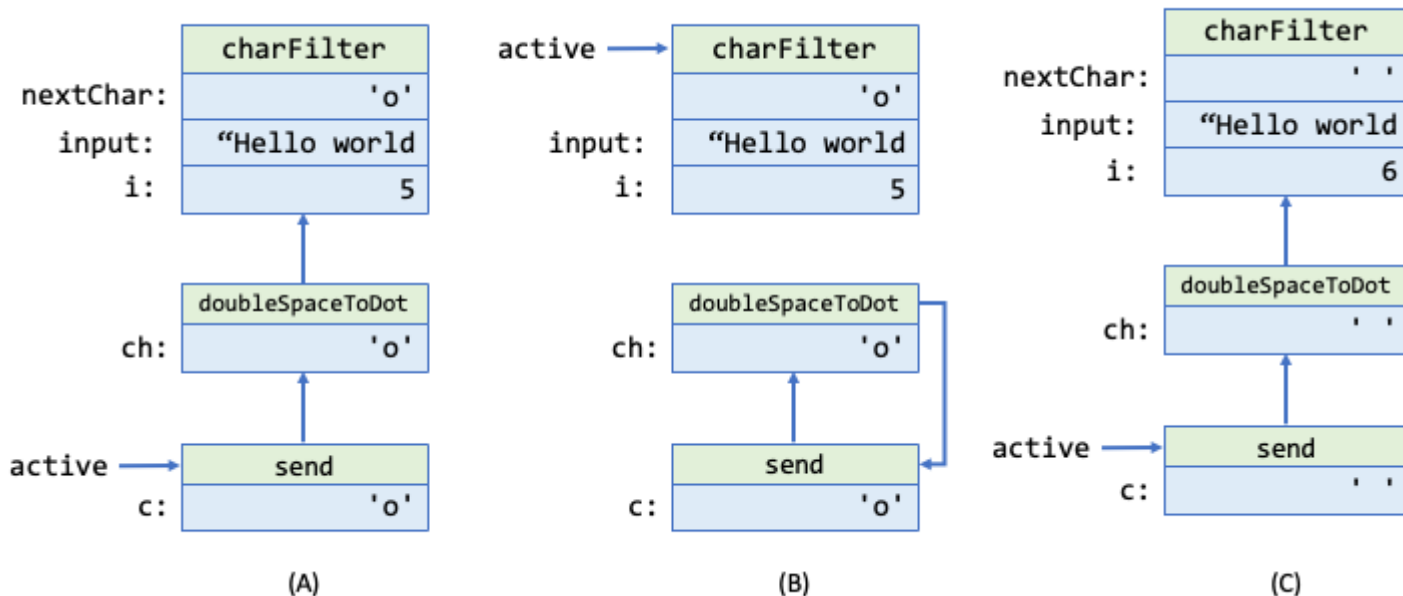 charFilter
nextChar: 'o'
input: “Hello world
i: 5
doubleSpaceToDot
ch: 'o'
active send
c: 'o'
(A)
active charFilter
'o'
input: “Hello world
i: 5
doubleSpaceToDot
ch: 'o'
send
c: 'o'
(B)
charFilter
nextChar: ' '
input: “Hello world
i: 6
doubleSpaceToDot
ch: ' '
active send
c: ' '
(C)